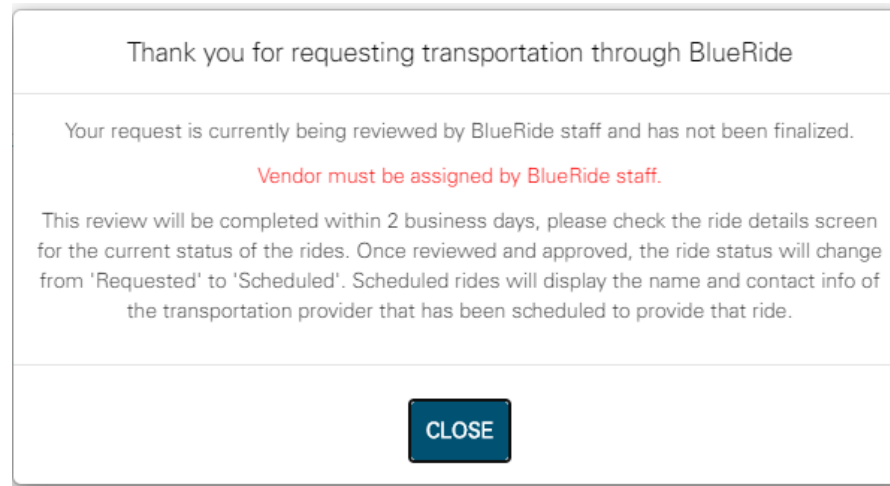 Thank you for requesting transportation through BlueRide
Your request is currently being reviewed by BlueRide staff and has not been finalized.
Vendor must be assigned by BlueRide staff.
This review will be completed within 2 business days, please check the ride details screen
for the current status of the rides. Once reviewed and approved, the ride status will change
from 'Requested' to 'Scheduled'. Scheduled rides will display the name and contact info of
the transportation provider that has been scheduled to provide that ride.
CLOSE